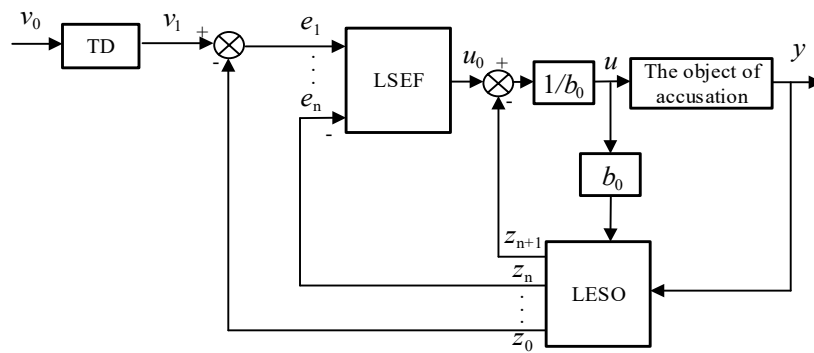 v₀
TD
v₁
+
-
e₁
⋮
eₙ
-
LSEF
u₀
+
-
1/b₀
u
The object of
accusation
y
b₀
zₙ₊₁
zₙ
⋮
z₀
LESO